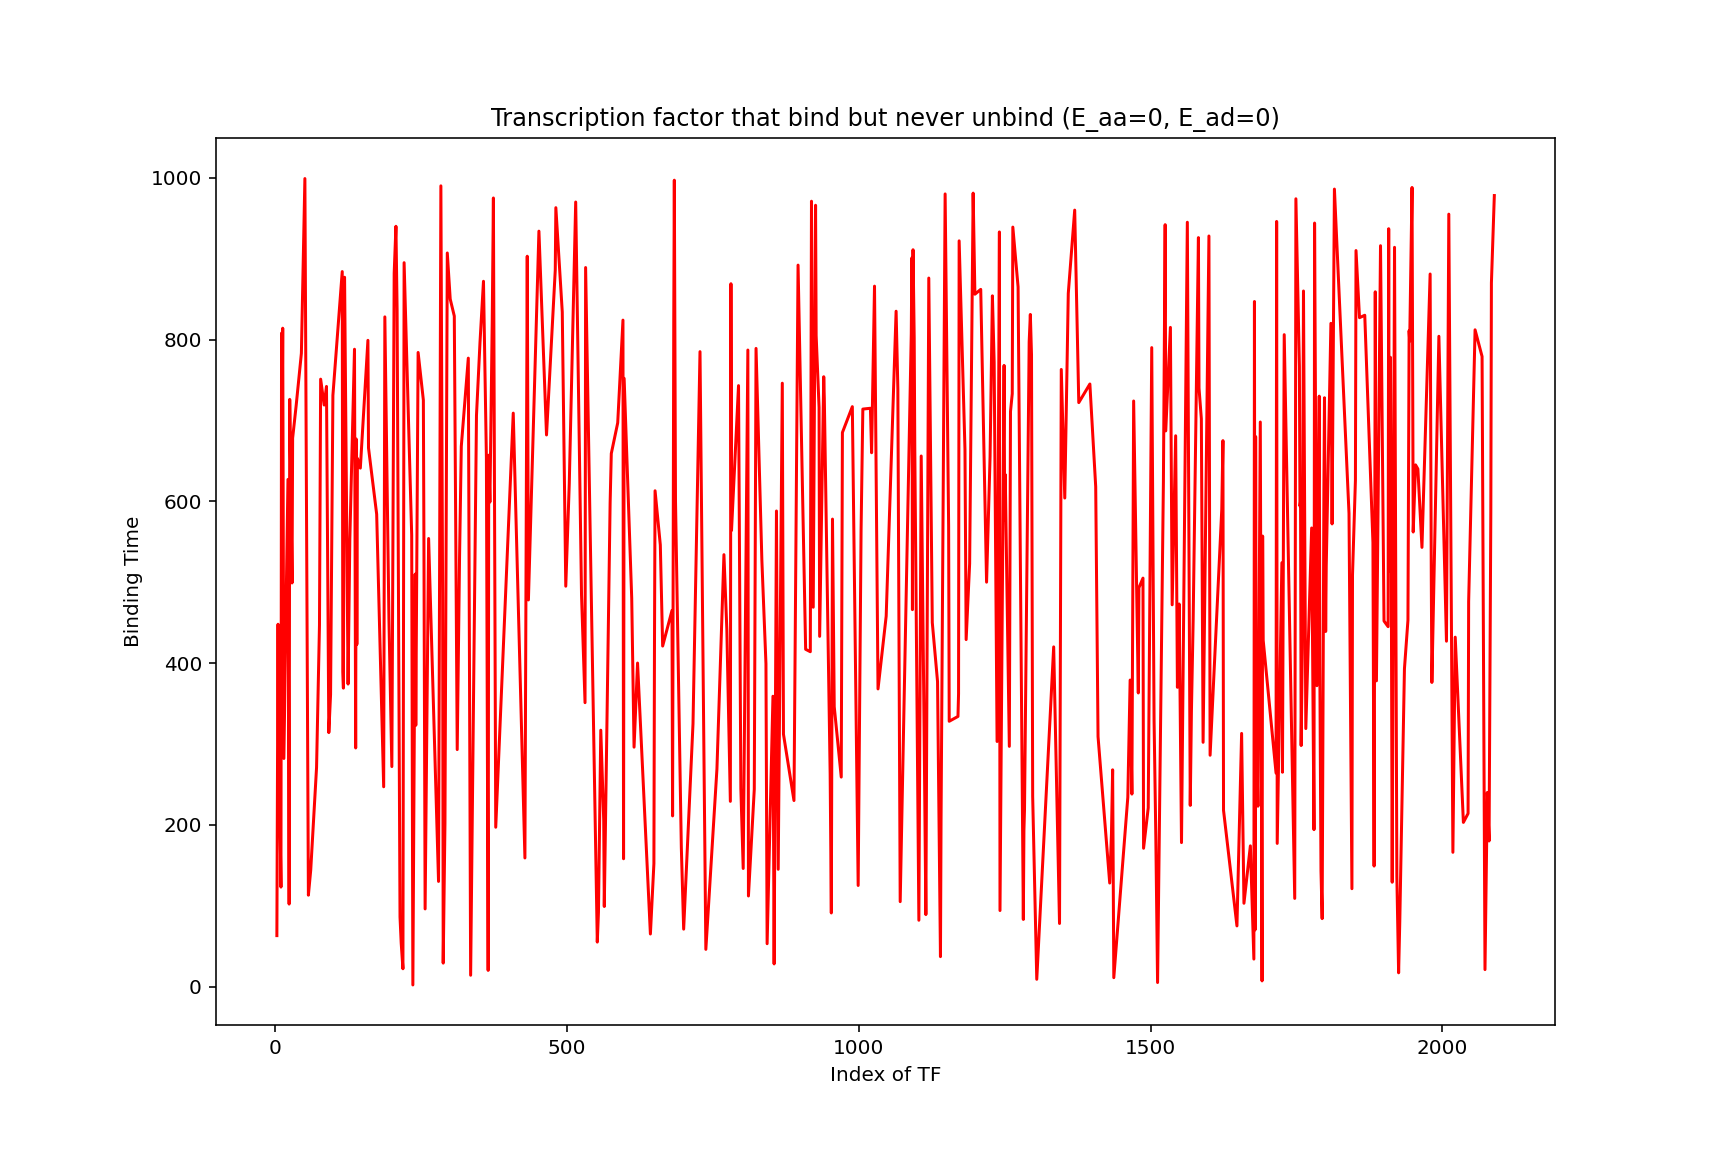 Transcription factor that bind but never unbind (E_aa=0, E_ad=0)
1000
800
600
400
200
0
Binding Time
0 500 1000 1500 2000
Index of TF